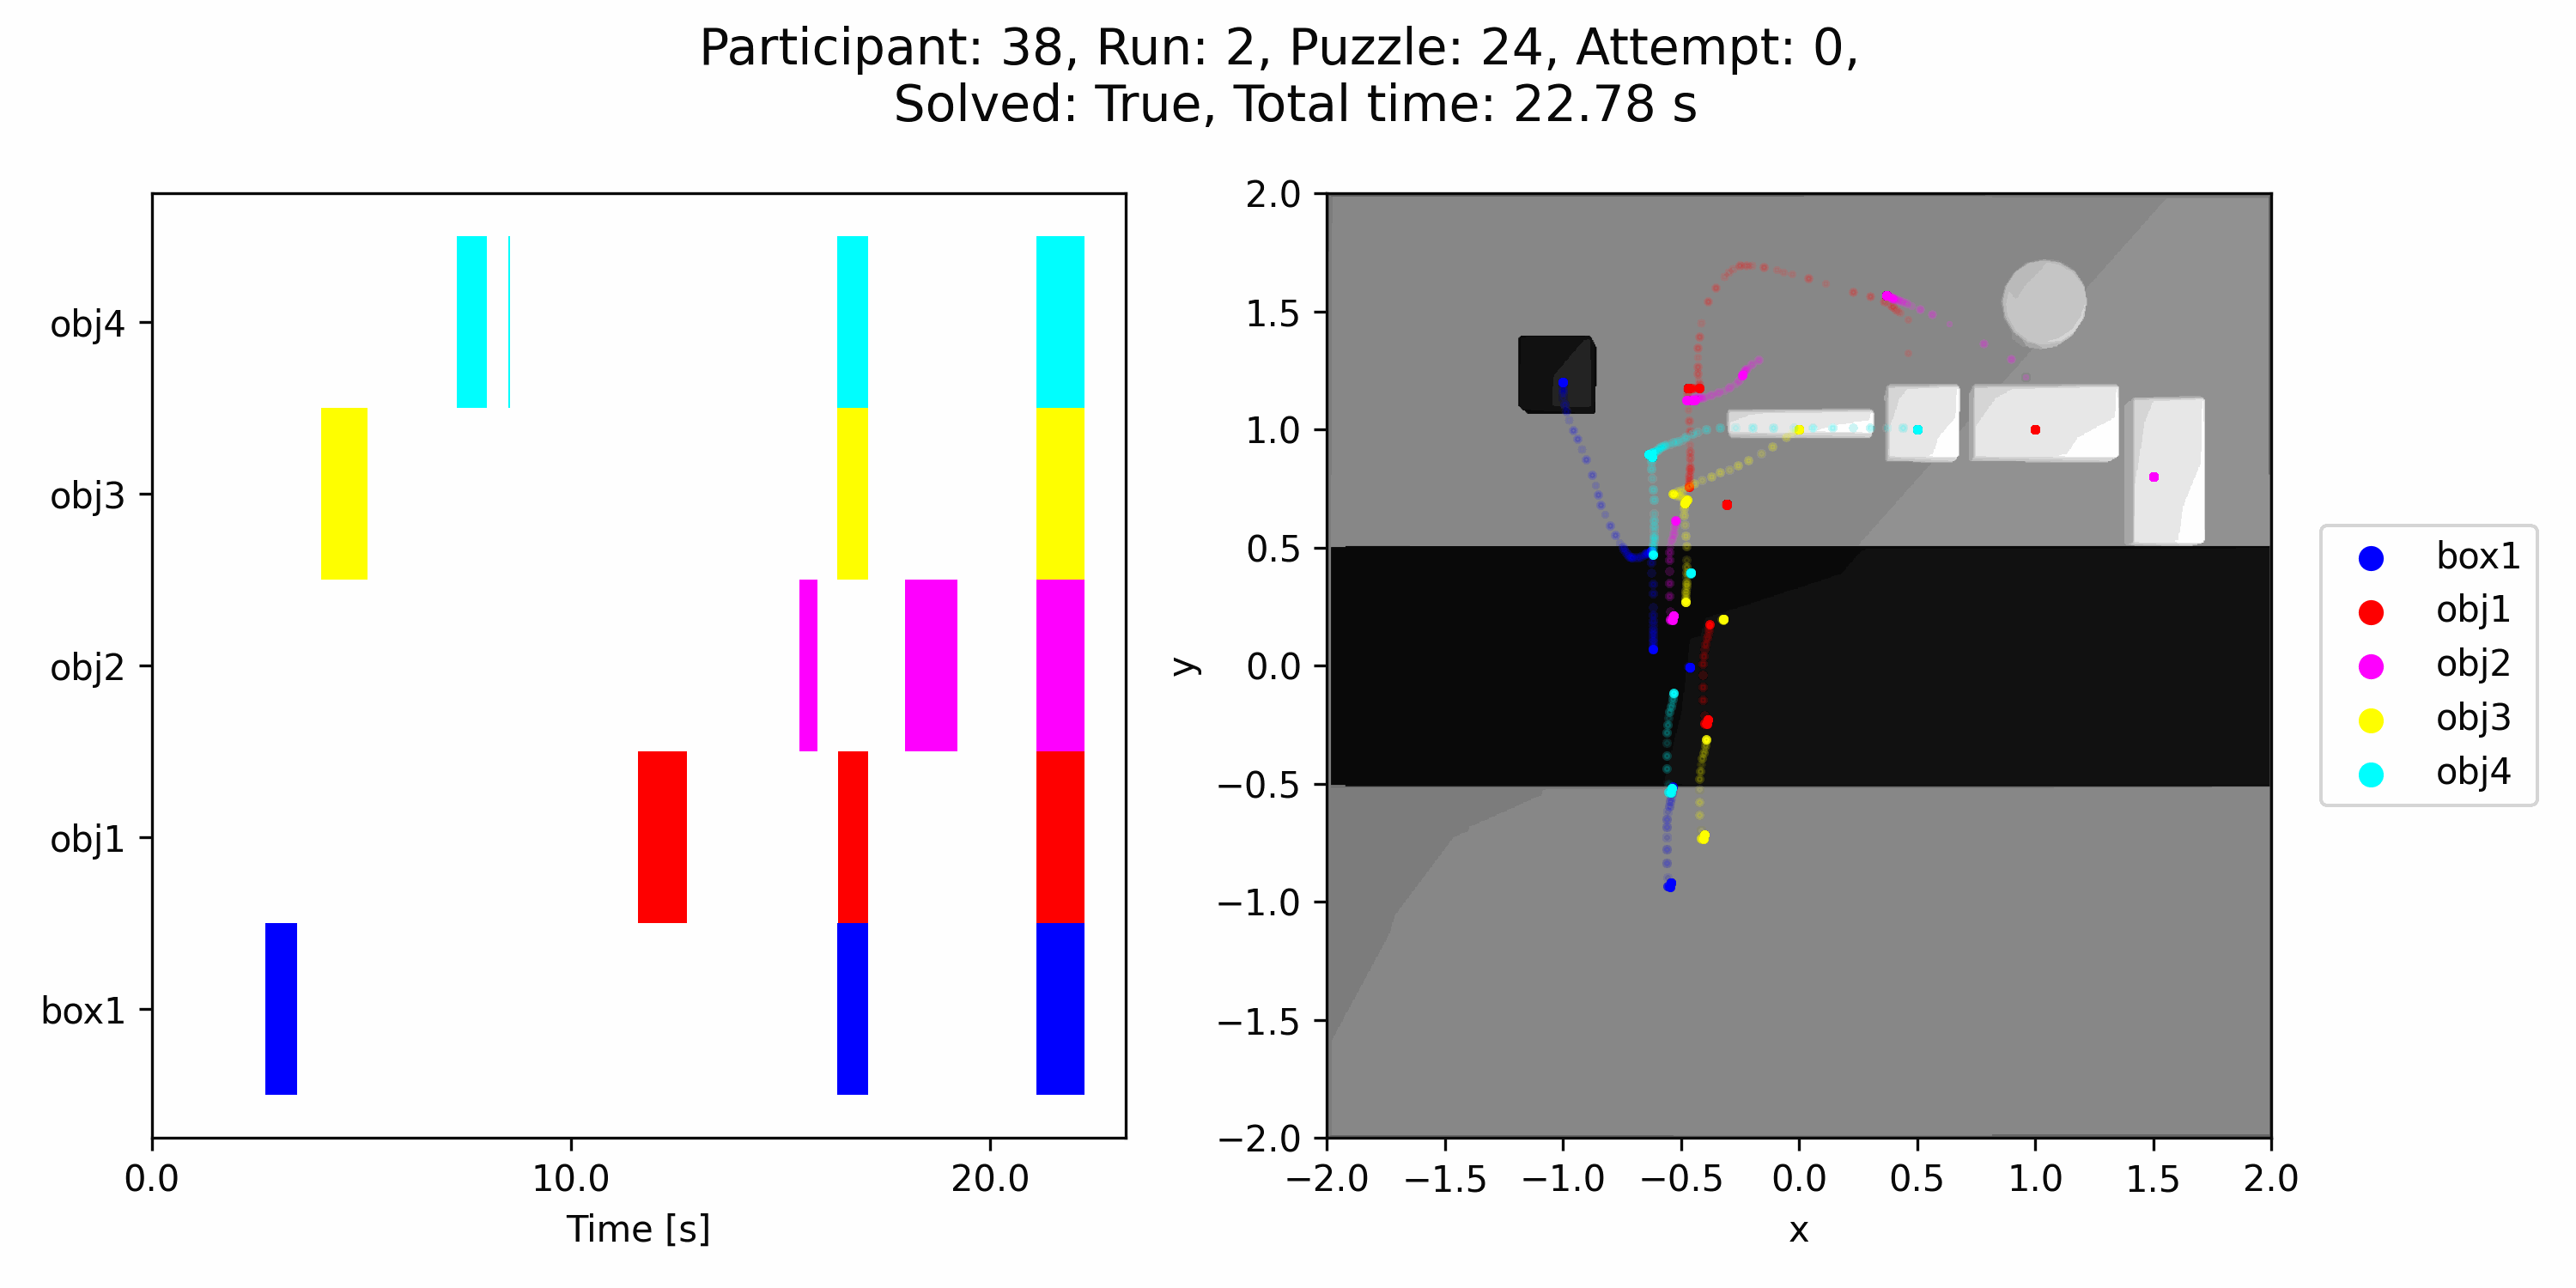 Participant: 38, Run: 2, Puzzle: 24, Attempt: 0,
Solved: True, Total time: 22.78 s
obj4
obj3
obj2
obj1
box1
0.0
10.0
20.0
Time [s]
2.0
1.5
1.0
0.5
0.0
−0.5
−1.0
−1.5
−2.0
y
−2.0
−1.5
−1.0
−0.5
0.0
0.5
1.0
1.5
2.0
x
box1
obj1
obj2
obj3
obj4